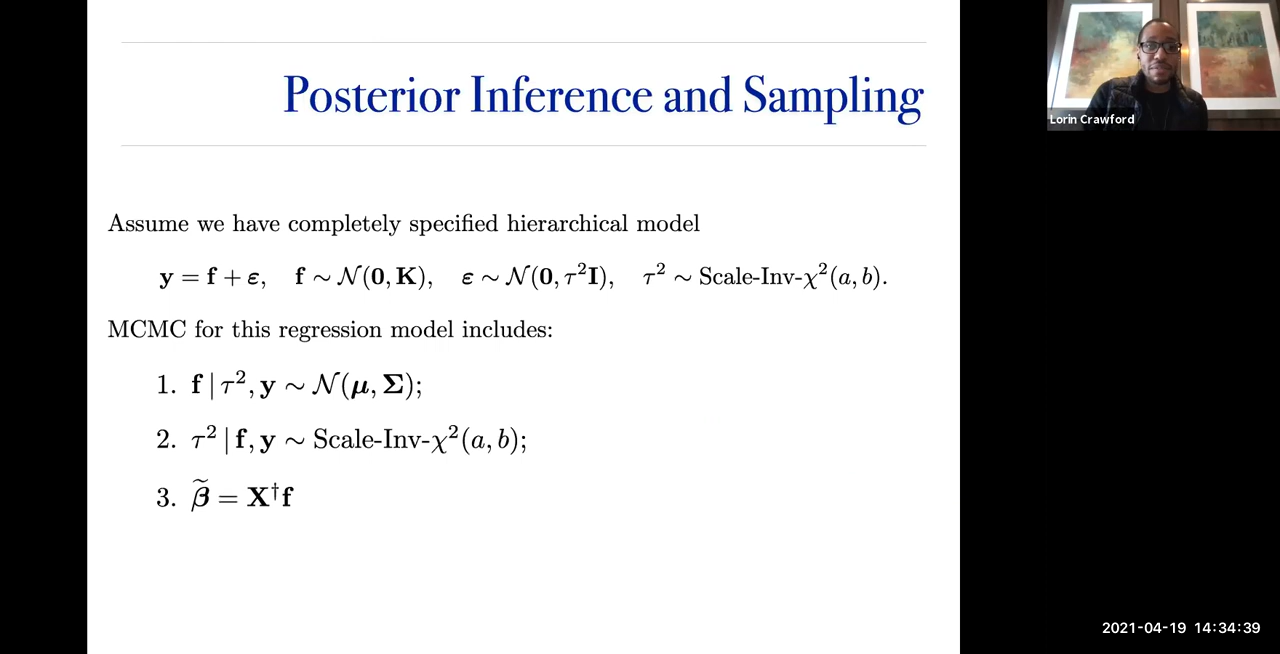 Posterior Inference and Sampling
Lorin Crawford
Assume we have completely specified hierarchical model
y = f + ε, f ∼ 𝒩(0, K), ε ∼ 𝒩(0, τ²I), τ² ∼ Scale-Inv-χ²(a, b).
MCMC for this regression model includes:
1. f | τ², y ∼ 𝒩(μ, Σ);
2. τ² | f, y ∼ Scale-Inv-χ²(a, b);
3. β̃ = X†f
2021-04-19 14:34:39